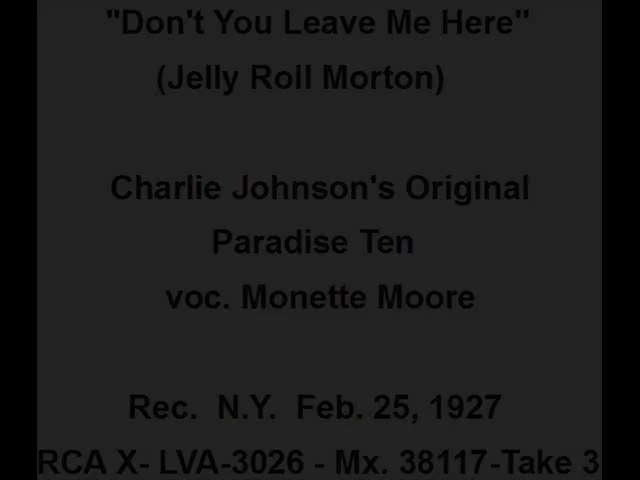 "Don't You Leave Me Here"
(Jelly Roll Morton)
Charlie Johnson's Original
Paradise Ten
voc. Monette Moore
Rec. N.Y. Feb. 25, 1927
RCA X- LVA-3026 - Mx. 38117-Take 3